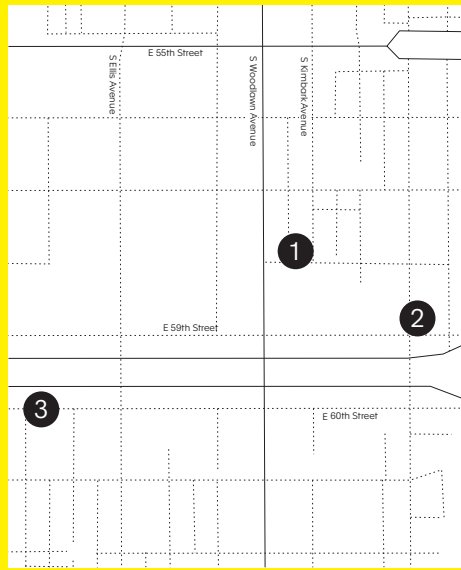 E 55th Street
S Ellis Avenue
S Woodlawn Avenue
S Kimbark Avenue
1
2
E 59th Street
3
E 60th Street